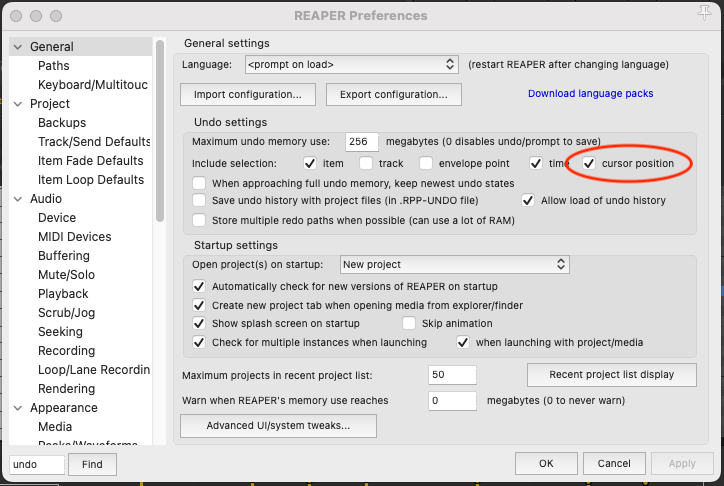 REAPER Preferences
General
Paths
Keyboard/Multitouc
Project
Backups
Track/Send Defaults
Item Fade Defaults
Item Loop Defaults
Audio
Device
MIDI Devices
Buffering
Mute/Solo
Playback
Scrub/Jog
Seeking
Recording
Loop/Lane Recordin
Rendering
Appearance
Media
Peaks/Waveforms
undo Find
General settings
Language: <prompt on load> (restart REAPER after changing language)
Import configuration... Export configuration... Download language packs
Undo settings
Maximum undo memory use: 256 megabytes (0 disables undo/prompt to save)
Include selection: item track envelope point time cursor position
When approaching full undo memory, keep newest undo states
Save undo history with project files (in .RPP-UNDO file) Allow load of undo history
Store multiple redo paths when possible (can use a lot of RAM)
Startup settings
Open project(s) on startup: New project
Automatically check for new versions of REAPER on startup
Create new project tab when opening media from explorer/finder
Show splash screen on startup Skip animation
Check for multiple instances when launching when launching with project/media
Maximum projects in recent project list: 50 Recent project list display
Warn when REAPER's memory use reaches 0 megabytes (0 to never warn)
Advanced UI/system tweaks...
OK Cancel Apply